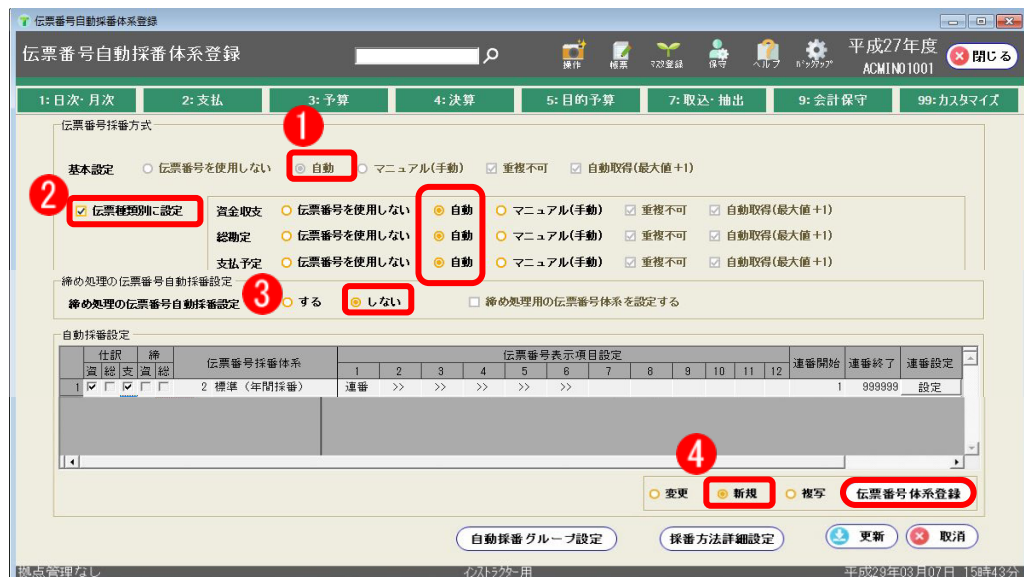 伝票番号自動採番体系登録
伝票番号自動採番体系登録
操作 帳票 マスタ登録 保守 ヘルプ ﾊﾞｯｸｱｯﾌﾟ
平成27年度
ACMIN01001
閉じる
1:日次・月次 2:支払 3:予算 4:決算 5:目的予算 7:取込・抽出 9:会計保守 99:カスタマイズ
伝票番号採番方式
1
基本設定 伝票番号を使用しない 自動 マニュアル(手動) 重複不可 自動取得(最大値+1)
2
伝票種類別に設定 資金収支 伝票番号を使用しない 自動 マニュアル(手動) 重複不可 自動取得(最大値+1)
総勘定 伝票番号を使用しない 自動 マニュアル(手動) 重複不可 自動取得(最大値+1)
支払予定 伝票番号を使用しない 自動 マニュアル(手動) 重複不可 自動取得(最大値+1)
締め処理の伝票番号自動採番設定
締め処理の伝票番号自動採番設定 3 する しない 締め処理用の伝票番号体系を設定する
自動採番設定
仕訳 締 伝票番号採番体系 伝票番号表示項目設定 連番開始 連番終了 連番設定
資 総 支 資 総 1 2 3 4 5 6 7 8 9 10 11 12
1 2 標準（年間採番） 連番 >> >> >> >> >> 1 999999 設定
4
変更 新規 複写 伝票番号体系登録
自動採番グループ設定 採番方法詳細設定 更新 取消
拠点管理なし インストラクター用 平成29年03月07日 15時43分